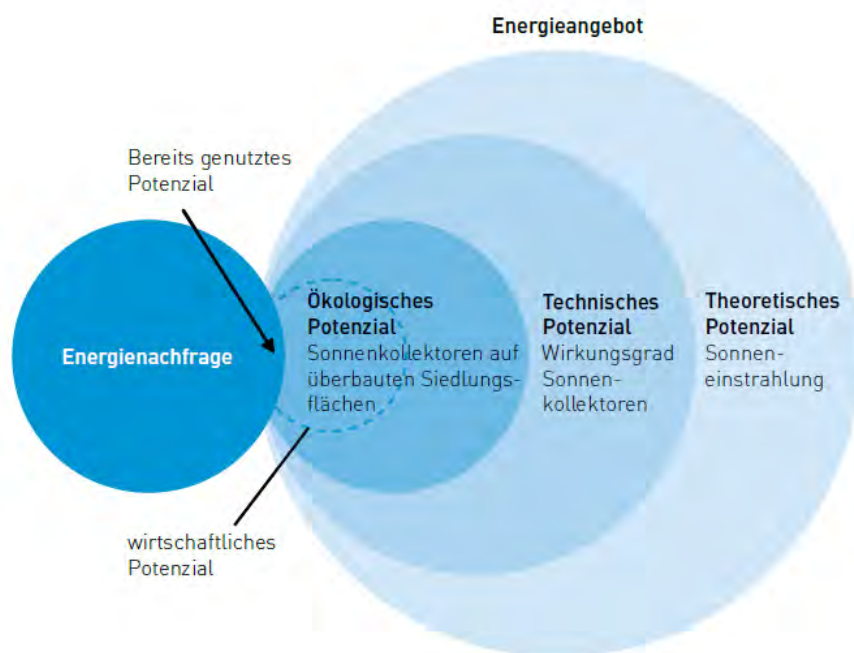 Energieangebot
Bereits genutztes
Potenzial
Energienachfrage
Ökologisches
Potenzial
Sonnenkollektoren auf
überbauten Siedlungs-
flächen
Technisches
Potenzial
Wirkungsgrad
Sonnen-
kollektoren
Theoretisches
Potenzial
Sonnen-
einstrahlung
wirtschaftliches
Potenzial